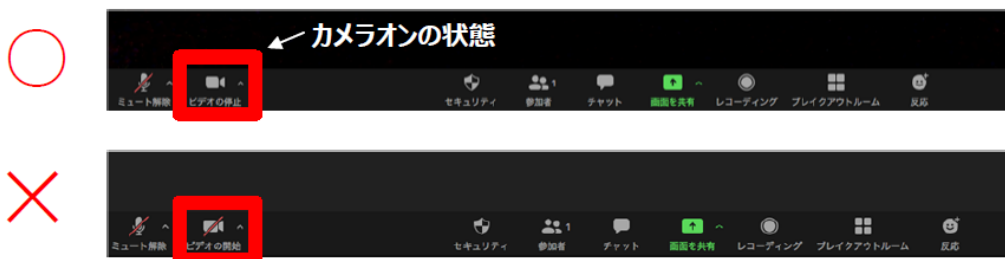 カメラオンの状態
ミュート解除 ビデオの停止 セキュリティ 参加者 1 チャット 画面を共有 レコーディング ブレイクアウトルーム 反応
ミュート解除 ビデオの開始 セキュリティ 参加者 1 チャット 画面を共有 レコーディング ブレイクアウトルーム 反応